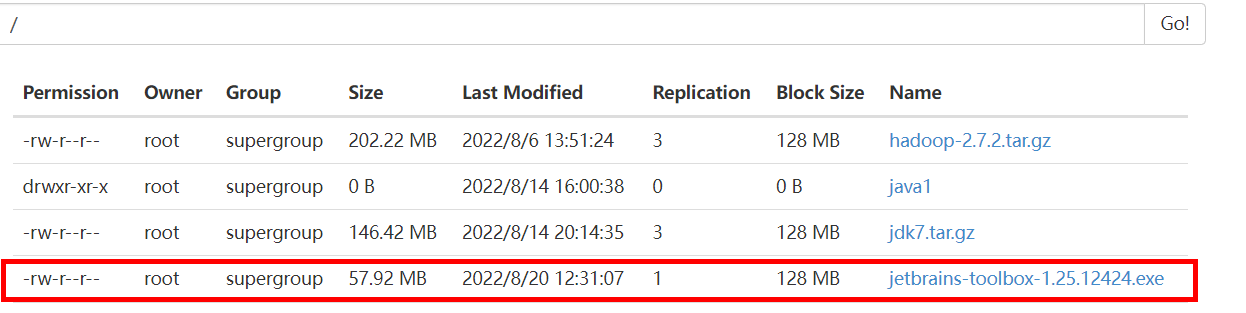 / Go!
Permission Owner Group Size Last Modified Replication Block Size Name
-rw-r--r-- root supergroup 202.22 MB 2022/8/6 13:51:24 3 128 MB hadoop-2.7.2.tar.gz
drwxr-xr-x root supergroup 0 B 2022/8/14 16:00:38 0 0 B java1
-rw-r--r-- root supergroup 146.42 MB 2022/8/14 20:14:35 3 128 MB jdk7.tar.gz
-rw-r--r-- root supergroup 57.92 MB 2022/8/20 12:31:07 1 128 MB jetbrains-toolbox-1.25.12424.exe